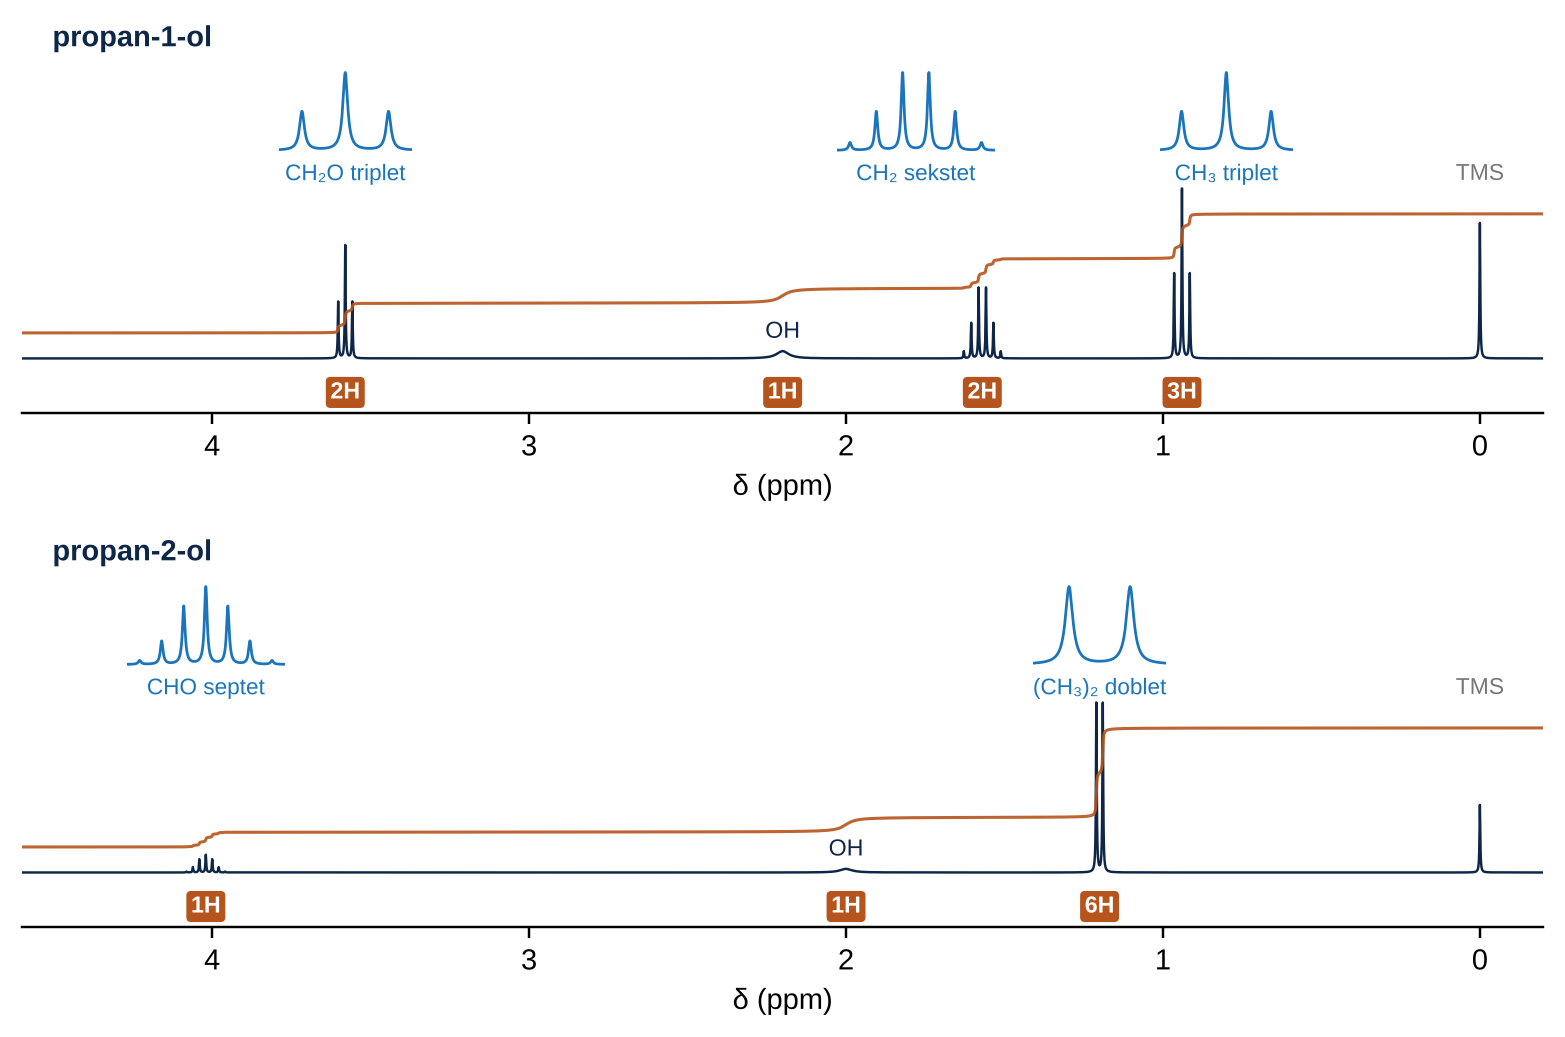 propan-1-ol
CH₂O triplet
CH₂ sekstet
CH₃ triplet
TMS
OH
2H
1H
2H
3H
4
3
2
1
0
δ (ppm)
propan-2-ol
CHO septet
(CH₃)₂ doblet
TMS
OH
1H
1H
6H
4
3
2
1
0
δ (ppm)